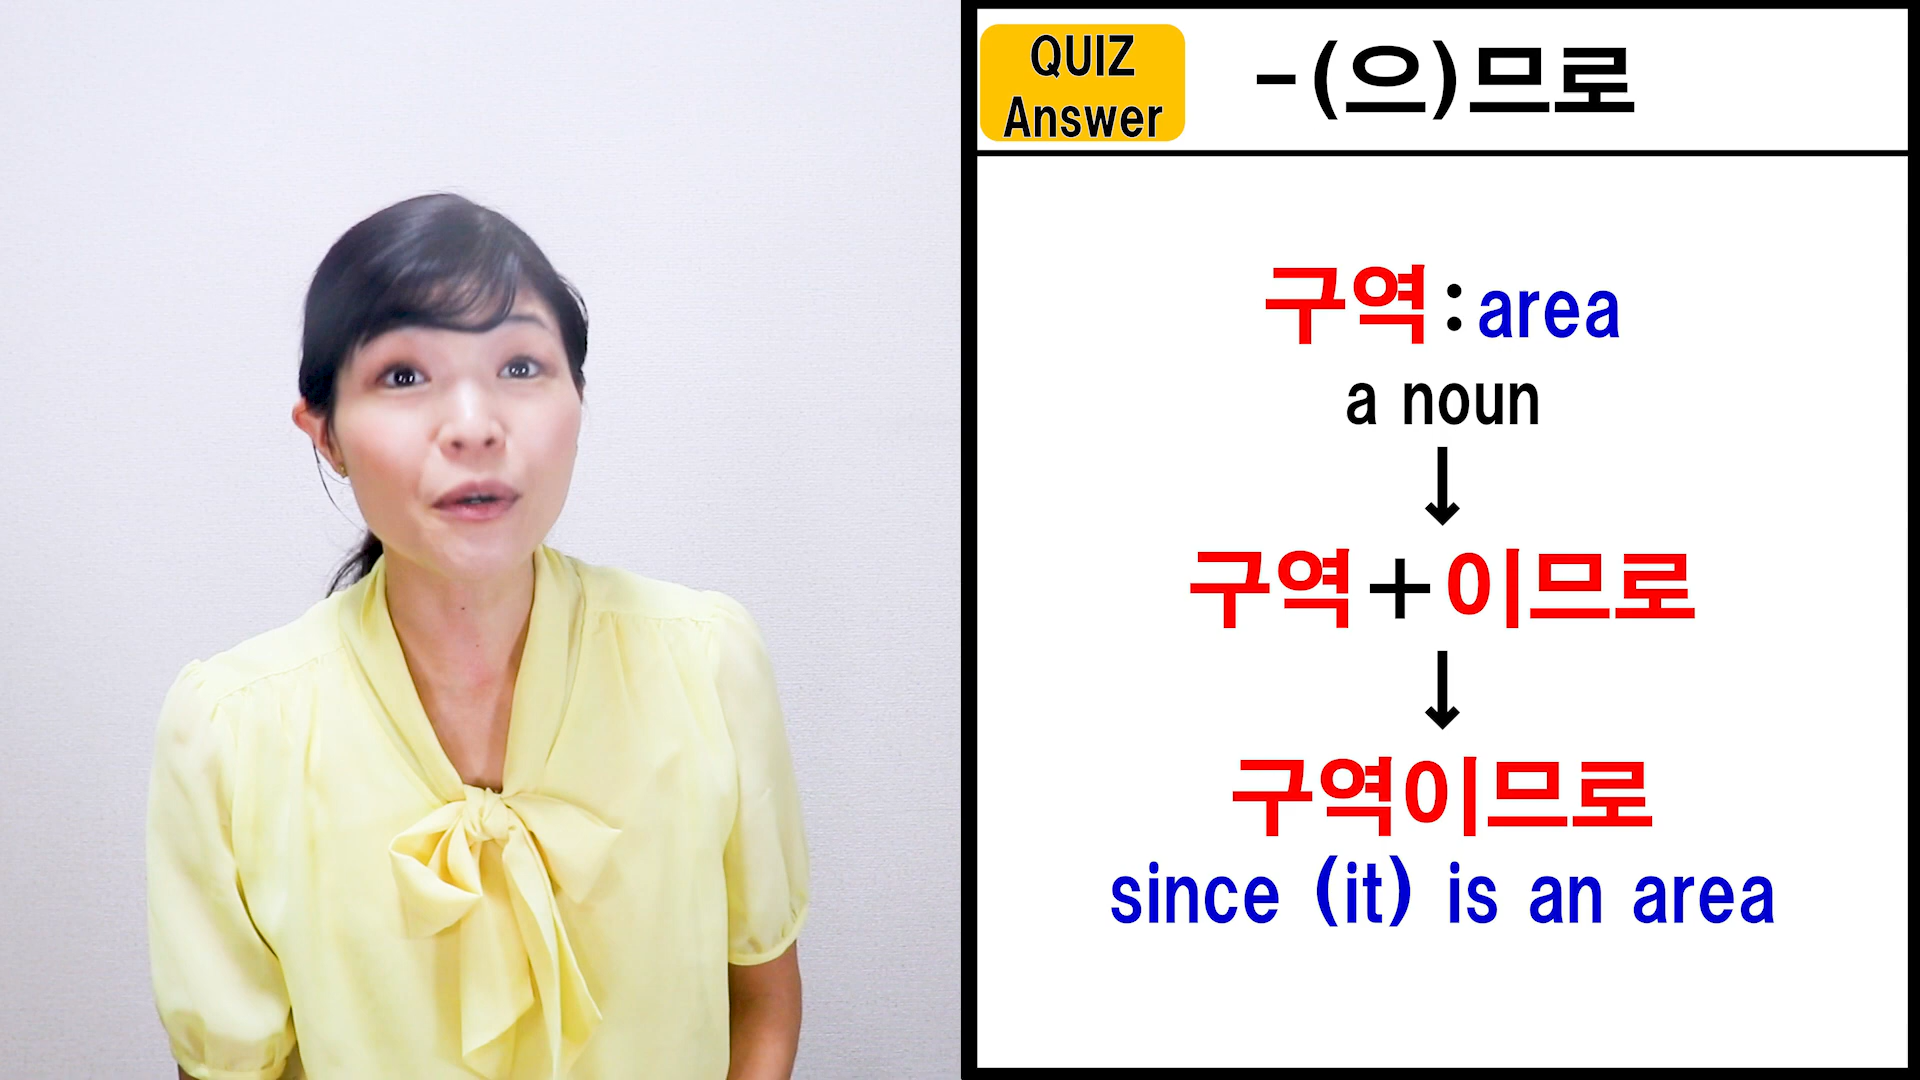 QUIZ
Answer
-(으)므로
구역:area
a noun
↓
구역+이므로
↓
구역이므로
since (it) is an area